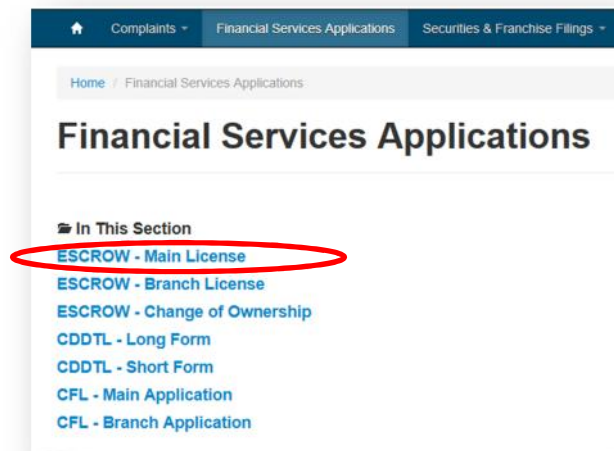 Complaints Financial Services Applications Securities & Franchise Filings
Home / Financial Services Applications
Financial Services Applications
In This Section
ESCROW - Main License
ESCROW - Branch License
ESCROW - Change of Ownership
CDDTL - Long Form
CDDTL - Short Form
CFL - Main Application
CFL - Branch Application